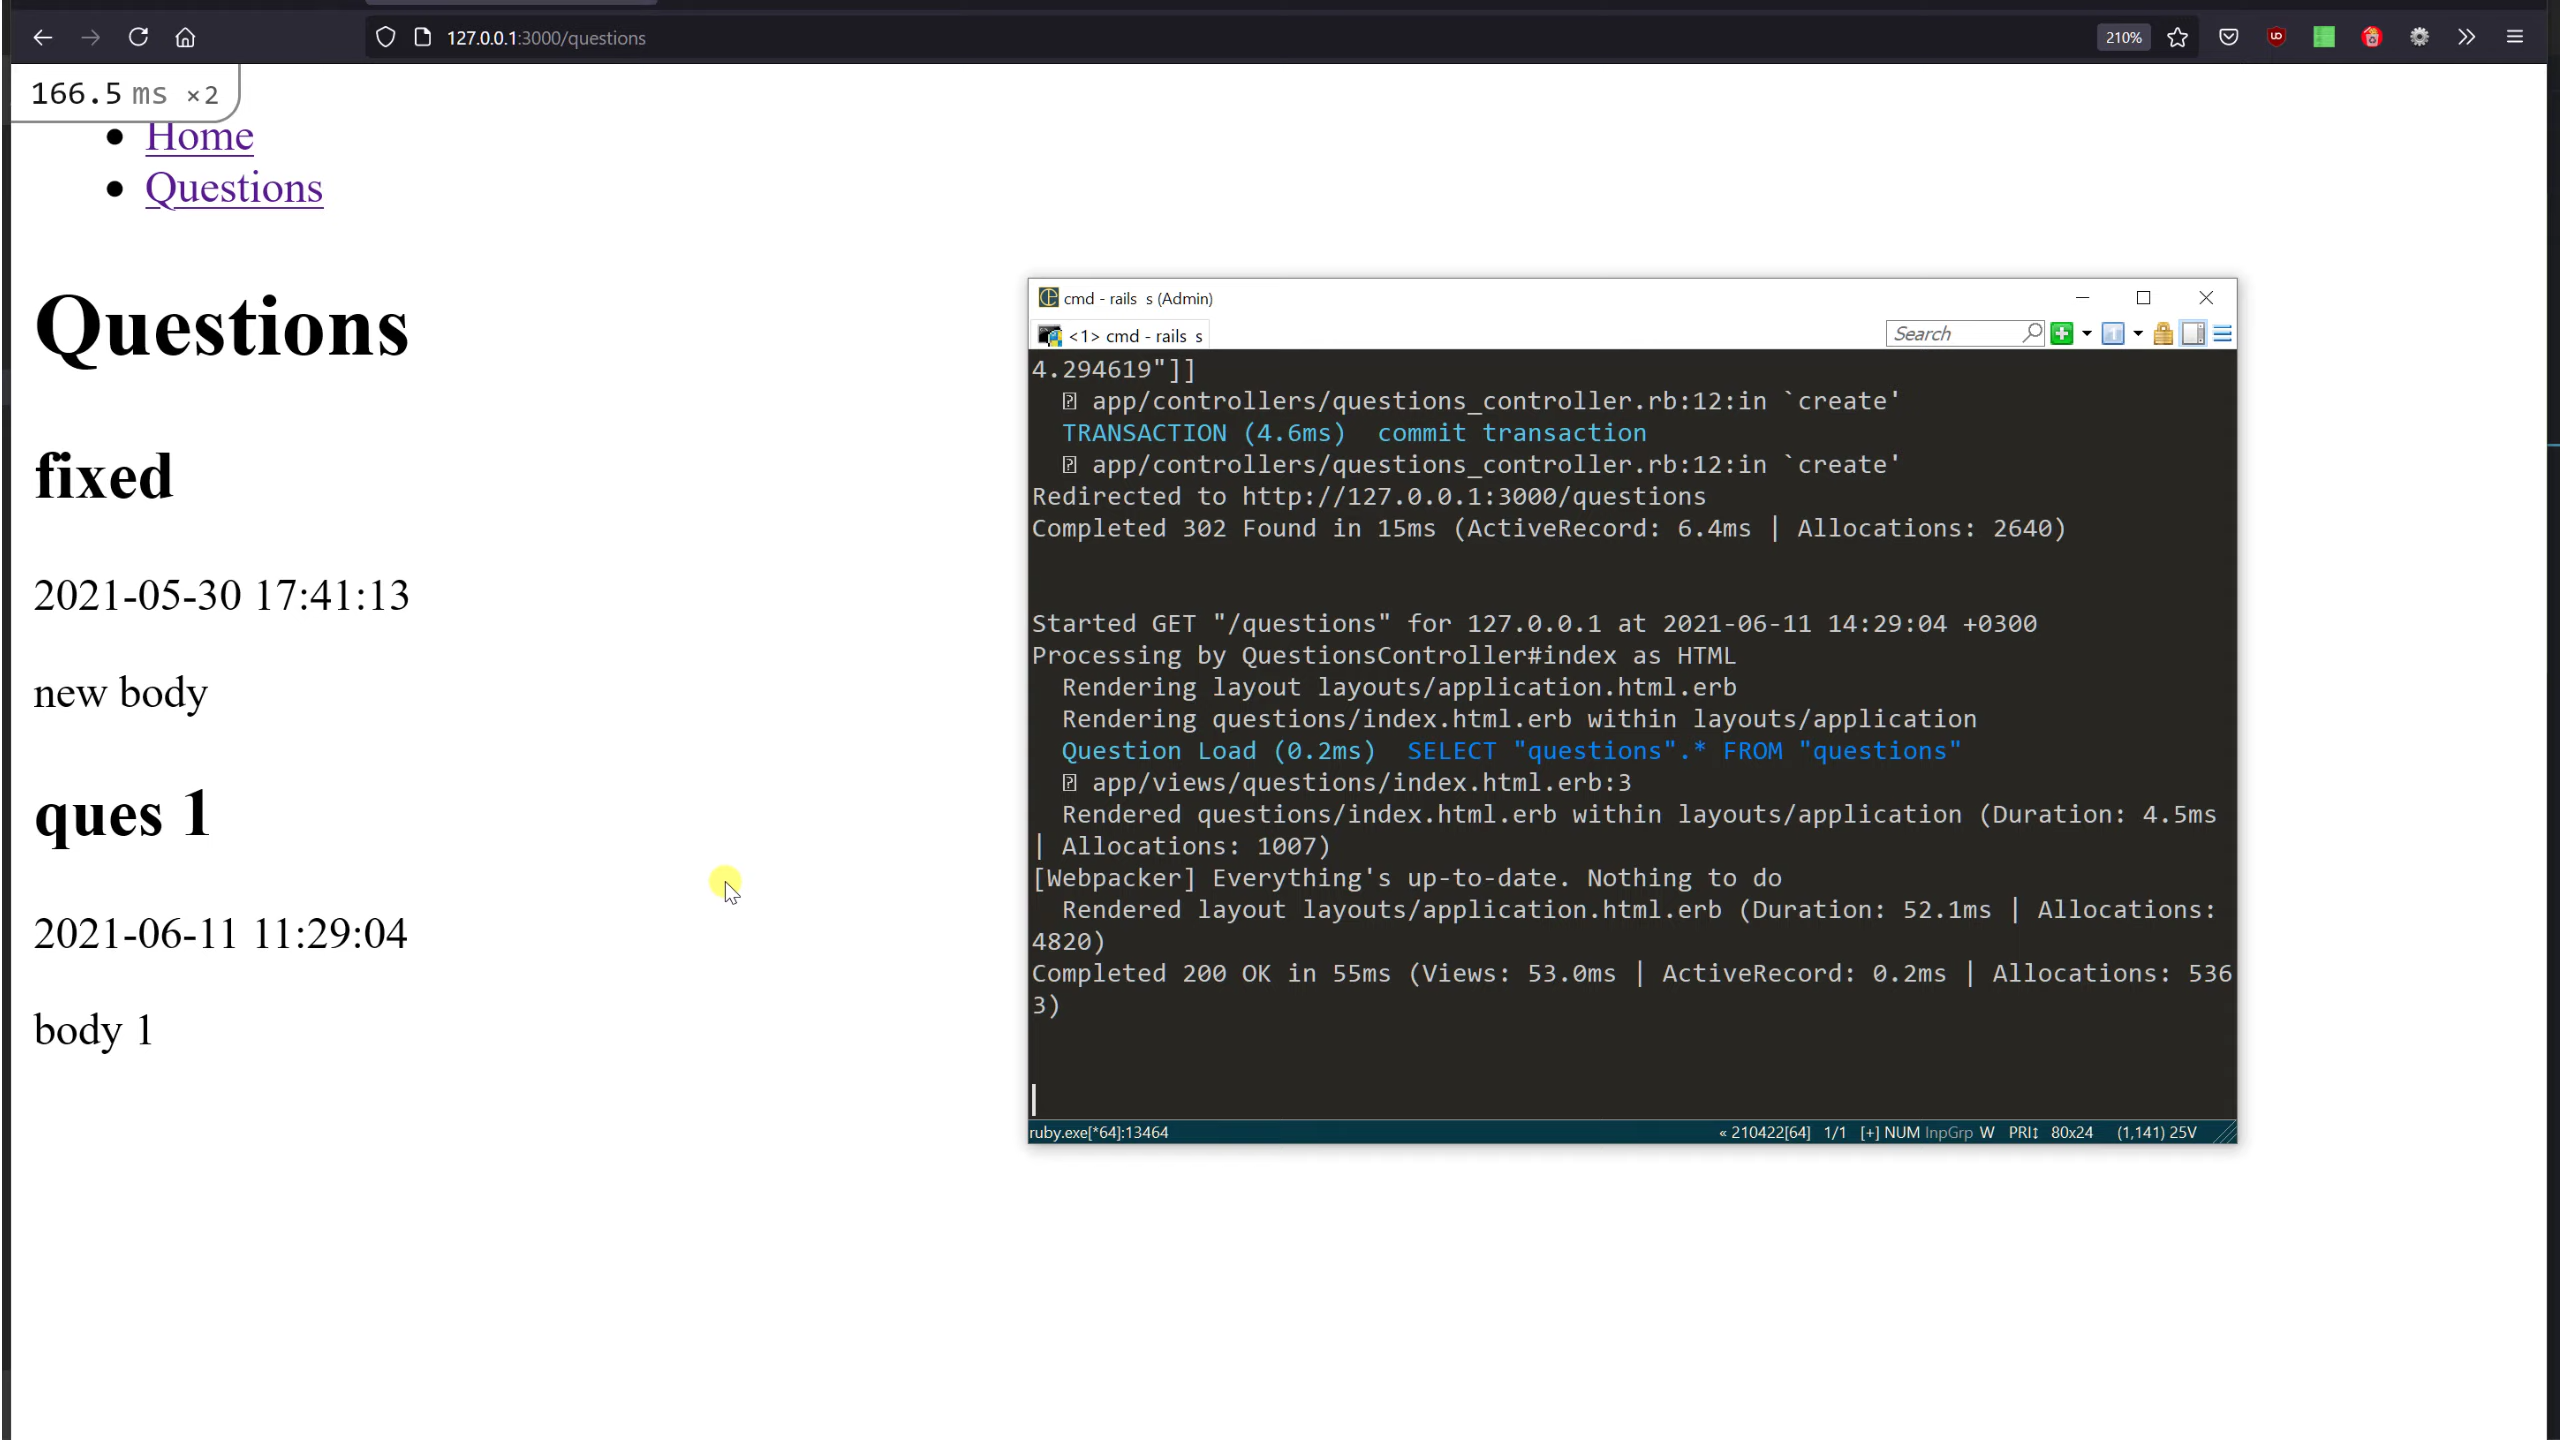 127.0.0.1:3000/questions
210%
166.5 ms ×2
Home
Questions
Questions
fixed
2021-05-30 17:41:13
new body
ques 1
2021-06-11 11:29:04
body 1
cmd - rails  s (Admin)
<1> cmd - rails  s
Search
4.294619"]]
app/controllers/questions_controller.rb:12:in `create'
TRANSACTION (4.6ms)  commit transaction
app/controllers/questions_controller.rb:12:in `create'
Redirected to http://127.0.0.1:3000/questions
Completed 302 Found in 15ms (ActiveRecord: 6.4ms | Allocations: 2640)
Started GET "/questions" for 127.0.0.1 at 2021-06-11 14:29:04 +0300
Processing by QuestionsController#index as HTML
Rendering layout layouts/application.html.erb
Rendering questions/index.html.erb within layouts/application
Question Load (0.2ms)  SELECT "questions".* FROM "questions"
app/views/questions/index.html.erb:3
Rendered questions/index.html.erb within layouts/application (Duration: 4.5ms
| Allocations: 1007)
[Webpacker] Everything's up-to-date. Nothing to do
Rendered layout layouts/application.html.erb (Duration: 52.1ms | Allocations:
4820)
Completed 200 OK in 55ms (Views: 53.0ms | ActiveRecord: 0.2ms | Allocations: 536
3)
ruby.exe[*64]:13464
« 210422[64]  1/1  [+] NUM InpGrp W  PRI↕  80x24  (1,141) 25V